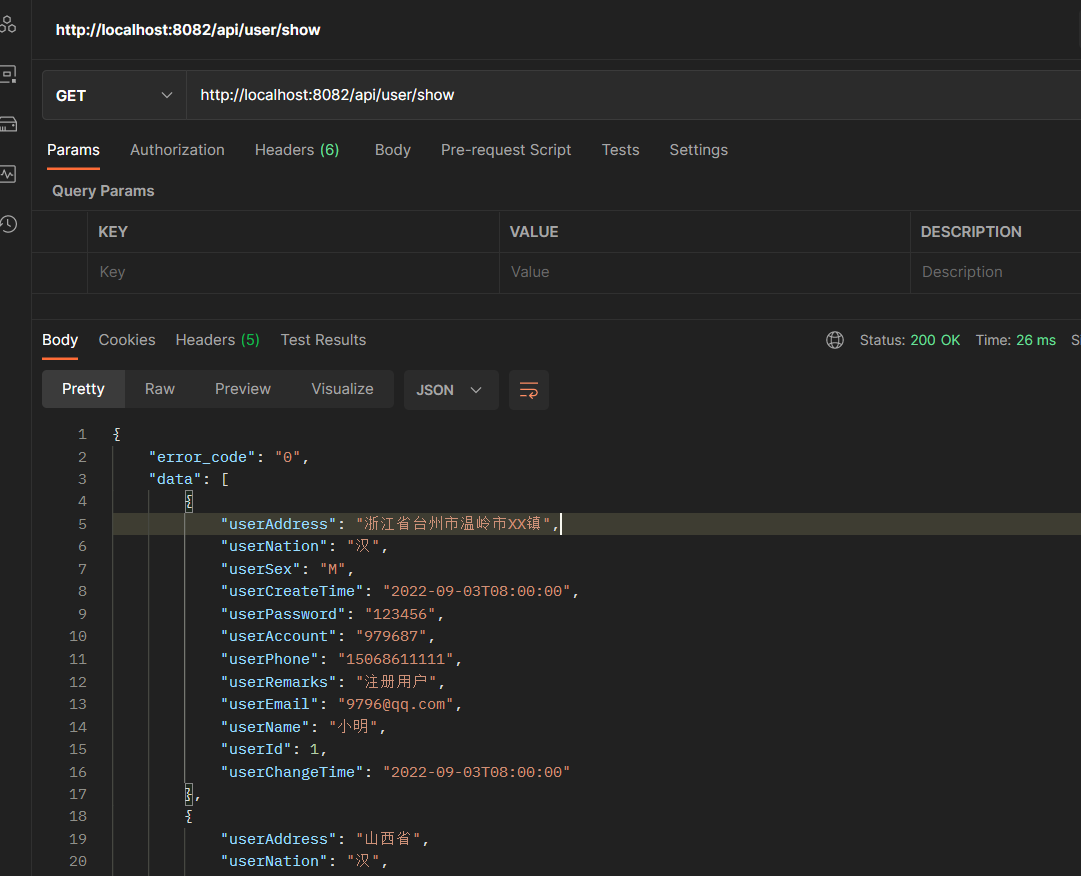 http://localhost:8082/api/user/show
GET http://localhost:8082/api/user/show
Params Authorization Headers (6) Body Pre-request Script Tests Settings
Query Params
KEY VALUE DESCRIPTION
Key Value Description
Body Cookies Headers (5) Test Results Status: 200 OK Time: 26 ms S
Pretty Raw Preview Visualize JSON
1 {
2 "error_code": "0",
3 "data": [
4 {
5 "userAddress": "浙江省台州市温岭市XX镇",
6 "userNation": "汉",
7 "userSex": "M",
8 "userCreateTime": "2022-09-03T08:00:00",
9 "userPassword": "123456",
10 "userAccount": "979687",
11 "userPhone": "15068611111",
12 "userRemarks": "注册用户",
13 "userEmail": "9796@qq.com",
14 "userName": "小明",
15 "userId": 1,
16 "userChangeTime": "2022-09-03T08:00:00"
17 },
18 {
19 "userAddress": "山西省",
20 "userNation": "汉",